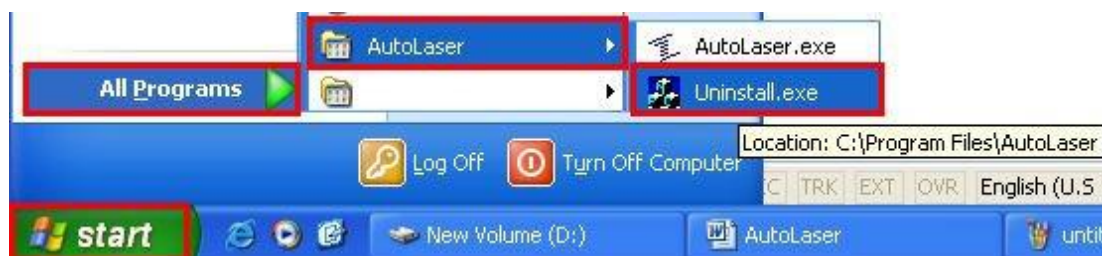 AutoLaser
AutoLaser.exe
All Programs
Uninstall.exe
Location: C:\Program Files\AutoLaser
Log Off
Turn Off Computer
TRK EXT OVR English (U.S
start
New Volume (D:)
AutoLaser